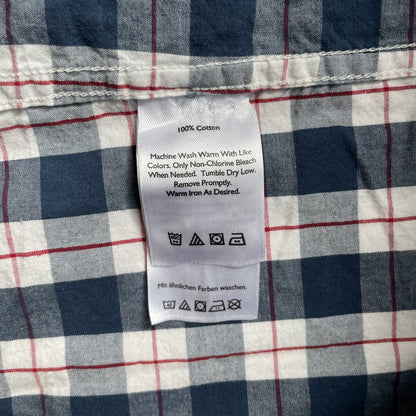 100% Cotton
Machine Wash Warm With Like
Colors. Only Non-Chlorine Bleach
When Needed. Tumble Dry Low.
Remove Promptly.
Warm Iron As Desired.
Mit ähnlichen Farben waschen.